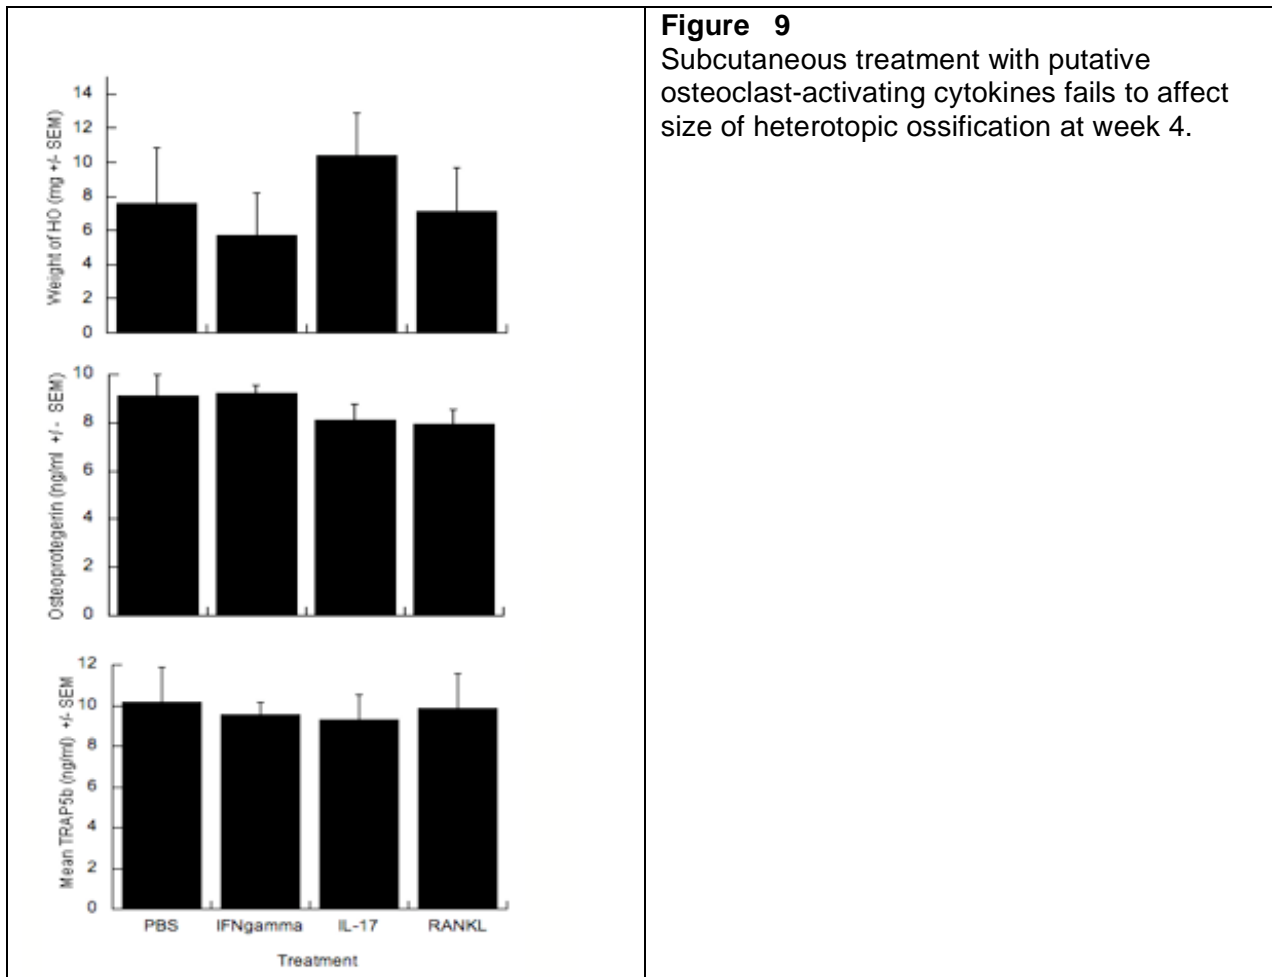 14
12
10
8
6
4
2
0
Weight of HO (mg +/- SEM)
10
8
6
4
2
0
Osteoprotegerin (ng/ml +/- SEM)
12
10
8
6
4
2
0
Mean TRAP5b (ng/ml) +/- SEM
PBS IFNgamma IL-17 RANKL
Treatment
Figure 9
Subcutaneous treatment with putative
osteoclast-activating cytokines fails to affect
size of heterotopic ossification at week 4.